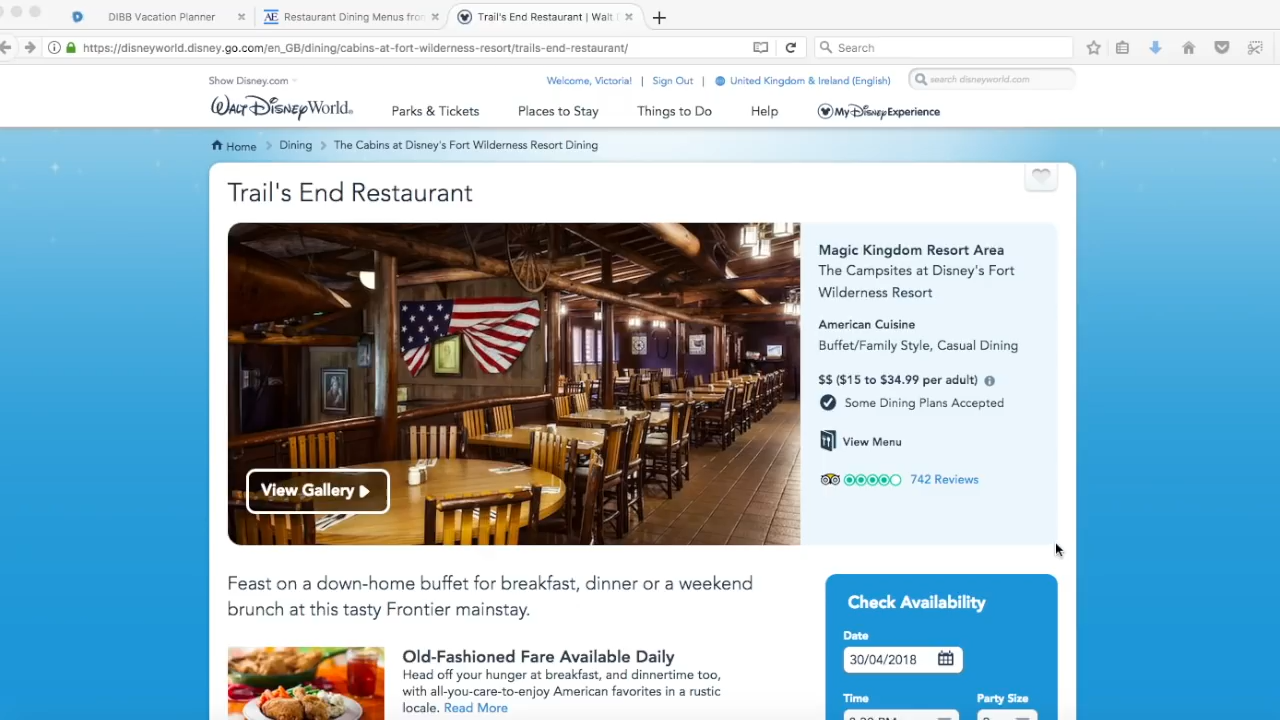 DIBB Vacation Planner
Restaurant Dining Menus from
Trail's End Restaurant | Walt
https://disneyworld.disney.go.com/en_GB/dining/cabins-at-fort-wilderness-resort/trails-end-restaurant/
Search
Show Disney.com
Welcome, Victoria! | Sign Out | United Kingdom & Ireland (English)
search disneyworld.com
Walt Disney World.
Parks & Tickets
Places to Stay
Things to Do
Help
My Disney Experience
Home > Dining > The Cabins at Disney's Fort Wilderness Resort Dining
Trail's End Restaurant
View Gallery
Magic Kingdom Resort Area
The Campsites at Disney's Fort
Wilderness Resort
American Cuisine
Buffet/Family Style, Casual Dining
$$ ($15 to $34.99 per adult)
Some Dining Plans Accepted
View Menu
742 Reviews
Feast on a down-home buffet for breakfast, dinner or a weekend
brunch at this tasty Frontier mainstay.
Old-Fashioned Fare Available Daily
Head off your hunger at breakfast, and dinnertime too,
with all-you-care-to-enjoy American favorites in a rustic
locale. Read More
Check Availability
Date
30/04/2018
Time
Party Size